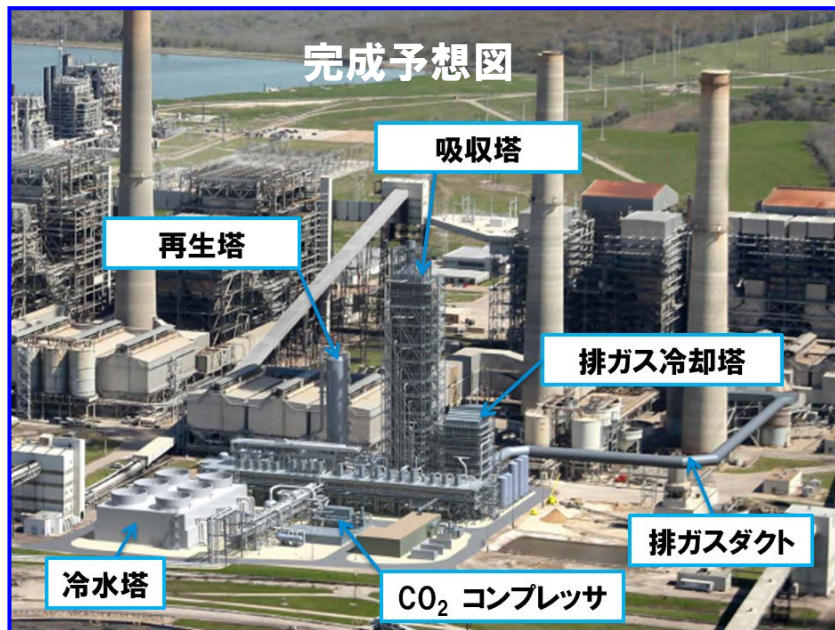 完成予想図
吸収塔
再生塔
排ガス冷却塔
排ガスダクト
冷水塔
CO₂ コンプレッサ